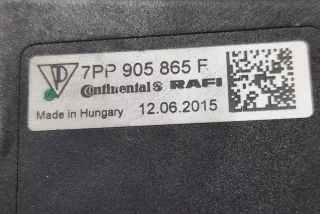 7PP 905 865 F
Continental RAFI
Made in Hungary 12.06.2015